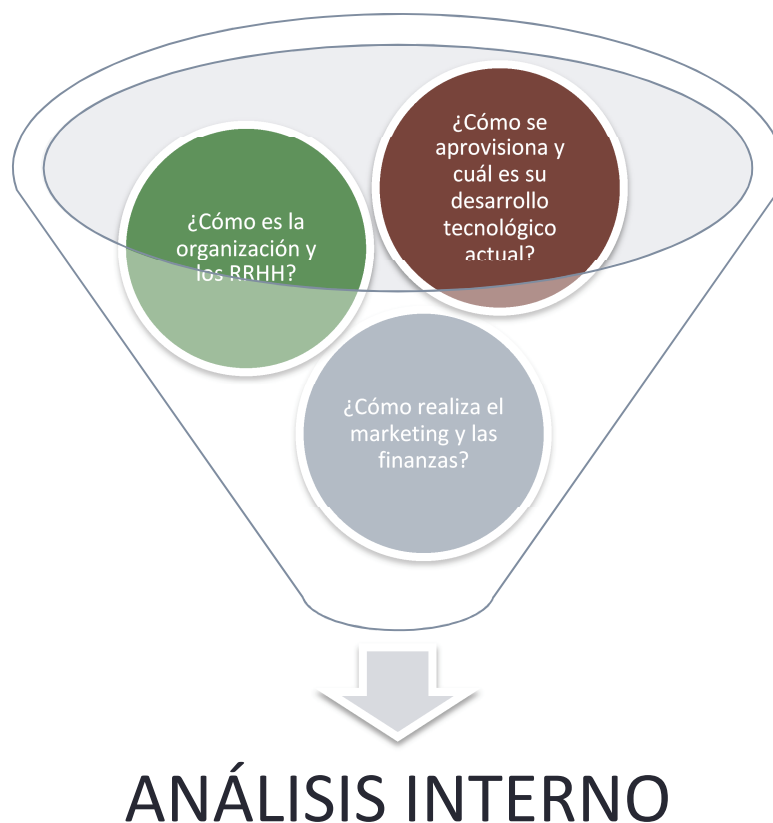 ¿Cómo se
aprovisiona y
cuál es su
desarrollo
tecnológico
actual?
¿Cómo es la
organización y
los RRHH?
¿Cómo realiza el
marketing y las
finanzas?
ANÁLISIS INTERNO